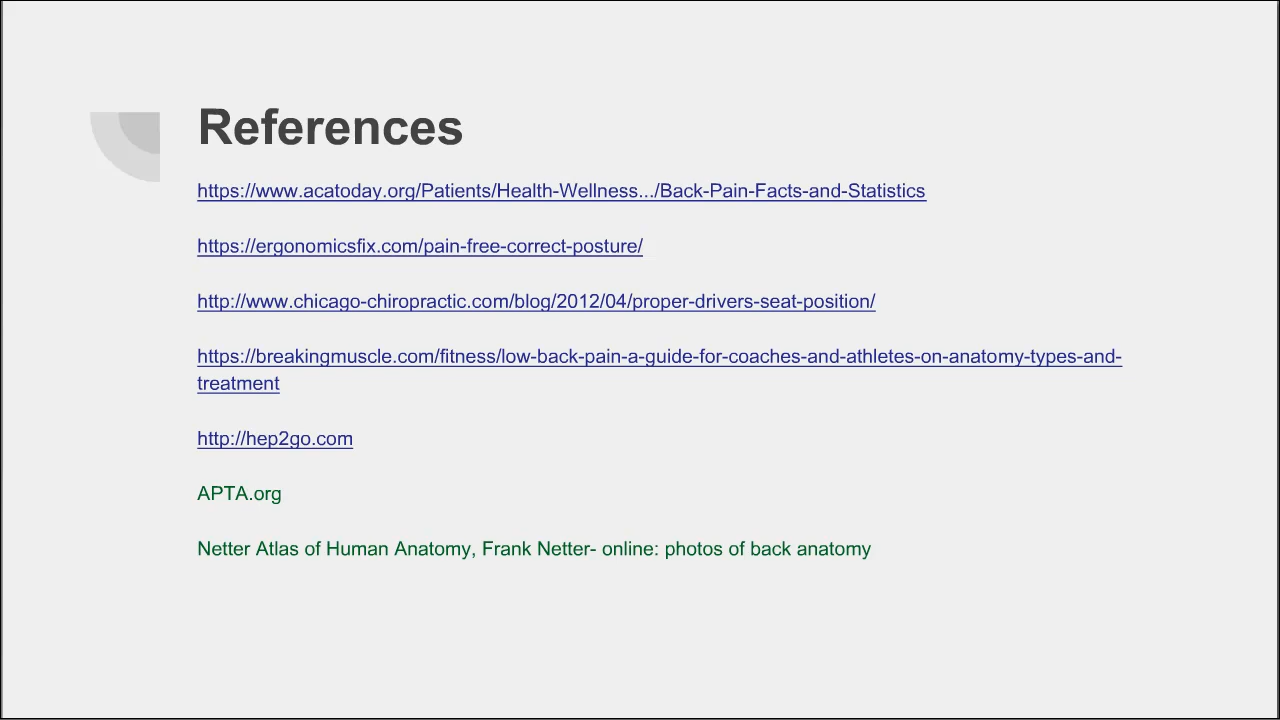 References
https://www.acatoday.org/Patients/Health-Wellness.../Back-Pain-Facts-and-Statistics
https://ergonomicsfix.com/pain-free-correct-posture/
http://www.chicago-chiropractic.com/blog/2012/04/proper-drivers-seat-position/
https://breakingmuscle.com/fitness/low-back-pain-a-guide-for-coaches-and-athletes-on-anatomy-types-and-
treatment
http://hep2go.com
APTA.org
Netter Atlas of Human Anatomy, Frank Netter- online: photos of back anatomy